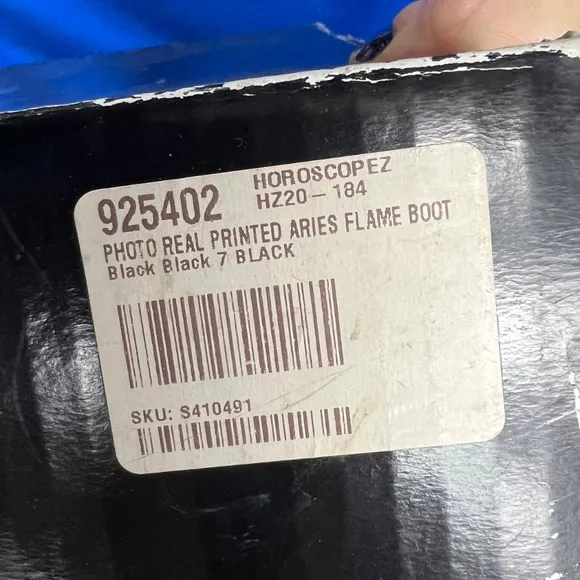 925402
HOROSCOPEZ
HZ20-184
PHOTO REAL PRINTED ARIES FLAME BOOT
Black Black 7 BLACK
SKU: S410491